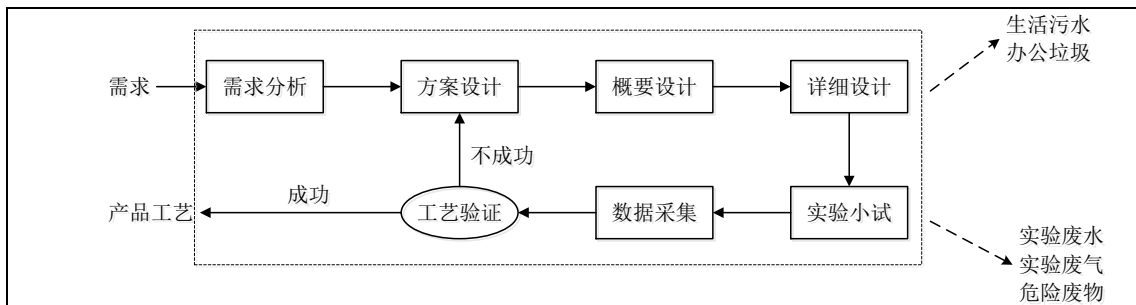 生活污水
办公垃圾
需求
需求分析
方案设计
概要设计
详细设计
不成功
成功
产品工艺
工艺验证
数据采集
实验小试
实验废水
实验废气
危险废物